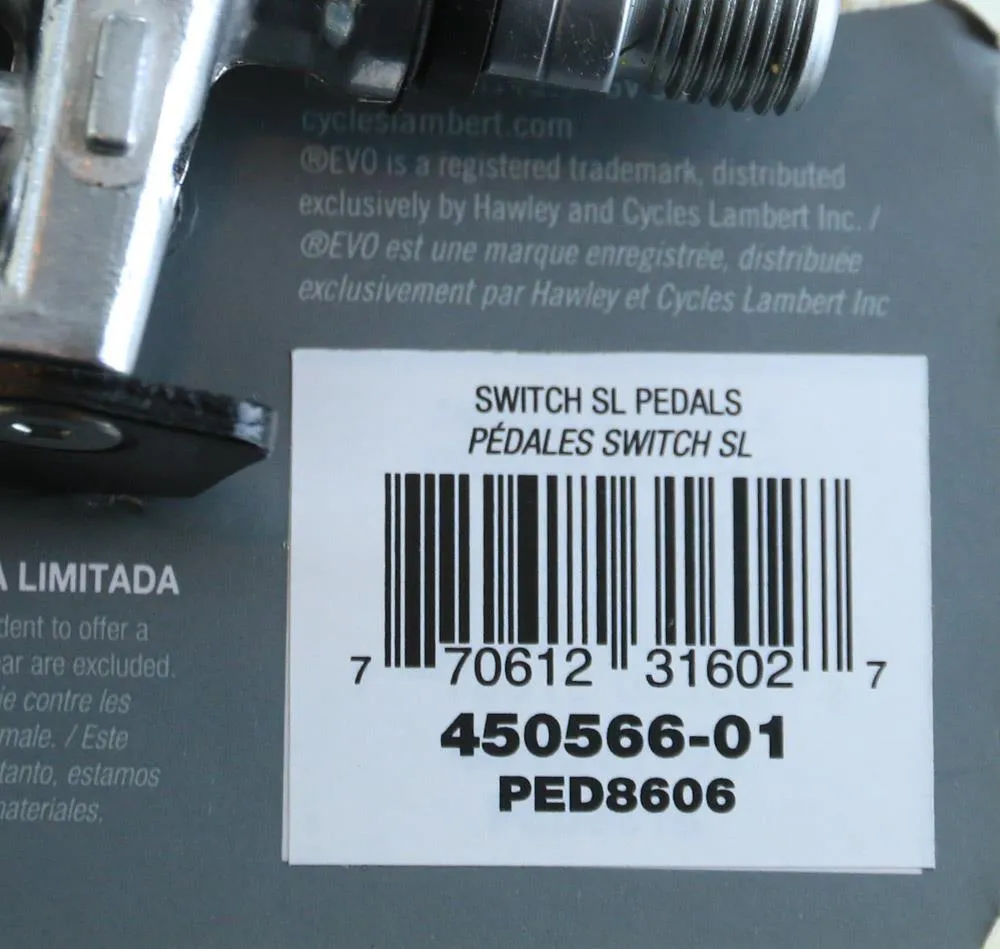 cycleslambert.com
®EVO is a registered trademark, distributed
exclusively by Hawley and Cycles Lambert Inc. /
®EVO est une marque enregistrée, distribuée
exclusivement par Hawley et Cycles Lambert Inc
SWITCH SL PEDALS
PÉDALES SWITCH SL
7 70612 31602 7
450566-01
PED8606
A LIMITADA
dent to offer a
ar are excluded.
ie contre les
male. / Este
tanto, estamos
materiales.